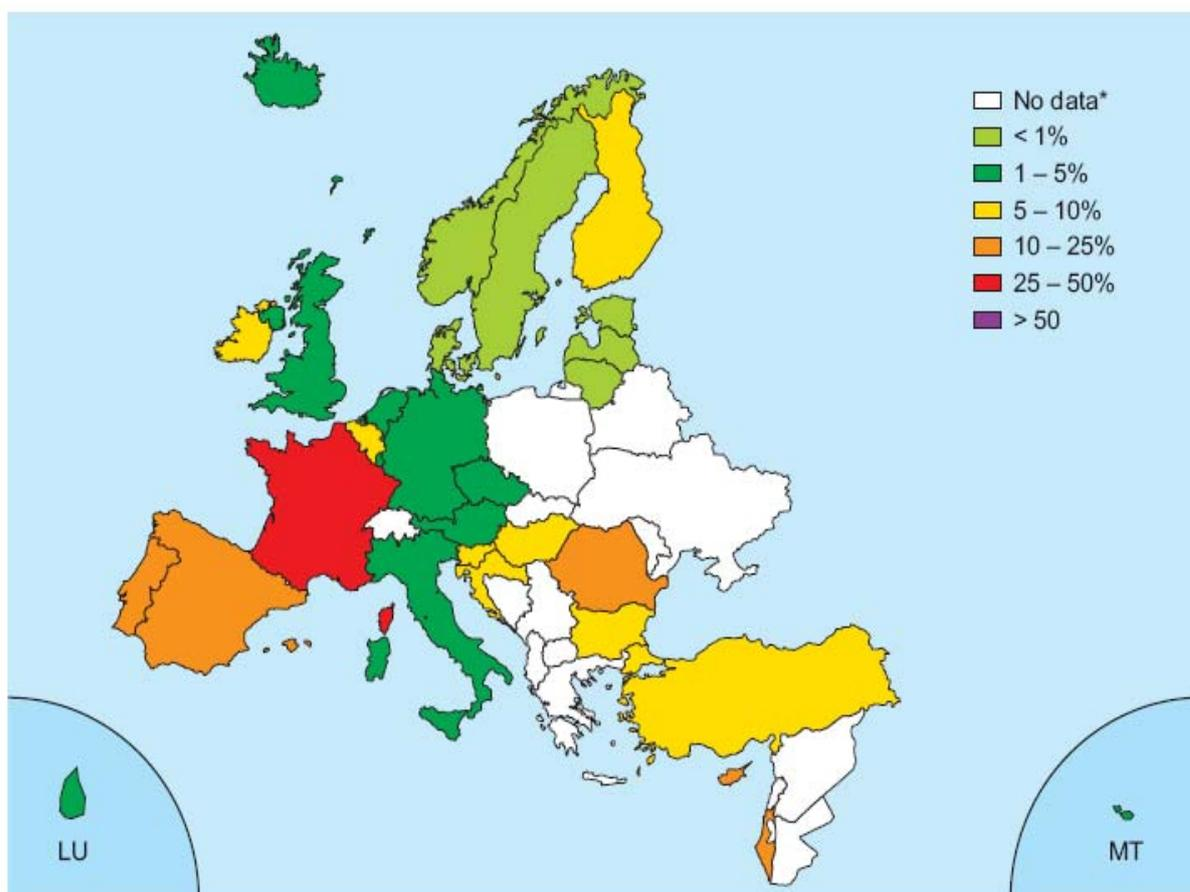 No data*
< 1%
1 – 5%
5 – 10%
10 – 25%
25 – 50%
> 50
LU
MT